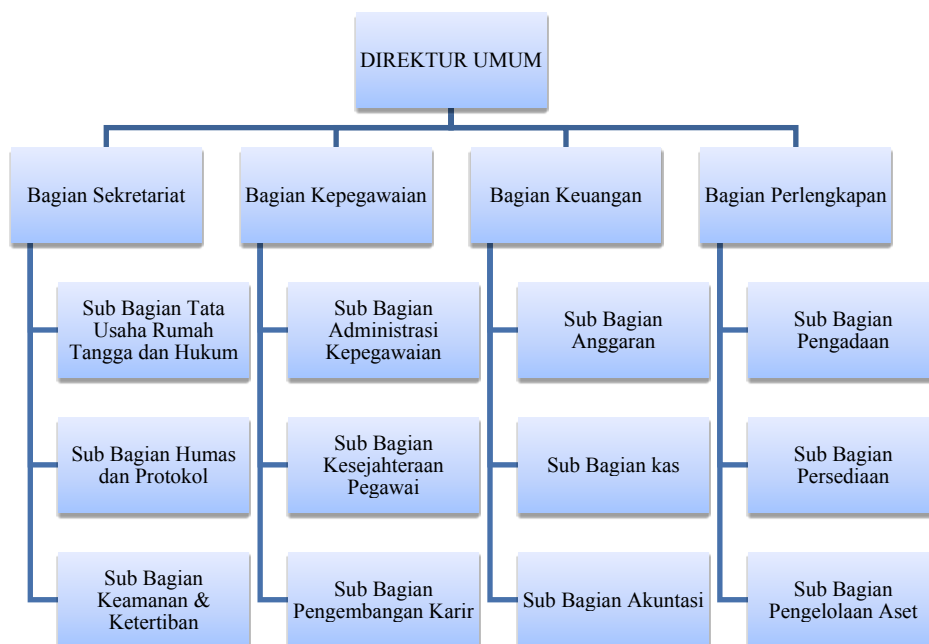 DIREKTUR UMUM
Bagian Sekretariat
Bagian Kepegawaian
Bagian Keuangan
Bagian Perlengkapan
Sub Bagian Tata
Usaha Rumah
Tangga dan Hukum
Sub Bagian
Administrasi
Kepegawaian
Sub Bagian
Anggaran
Sub Bagian
Pengadaan
Sub Bagian Humas
dan Protokol
Sub Bagian
Kesejahteraan
Pegawai
Sub Bagian kas
Sub Bagian
Persediaan
Sub Bagian
Keamanan &
Ketertiban
Sub Bagian
Pengembangan Karir
Sub Bagian Akuntasi
Sub Bagian
Pengelolaan Aset